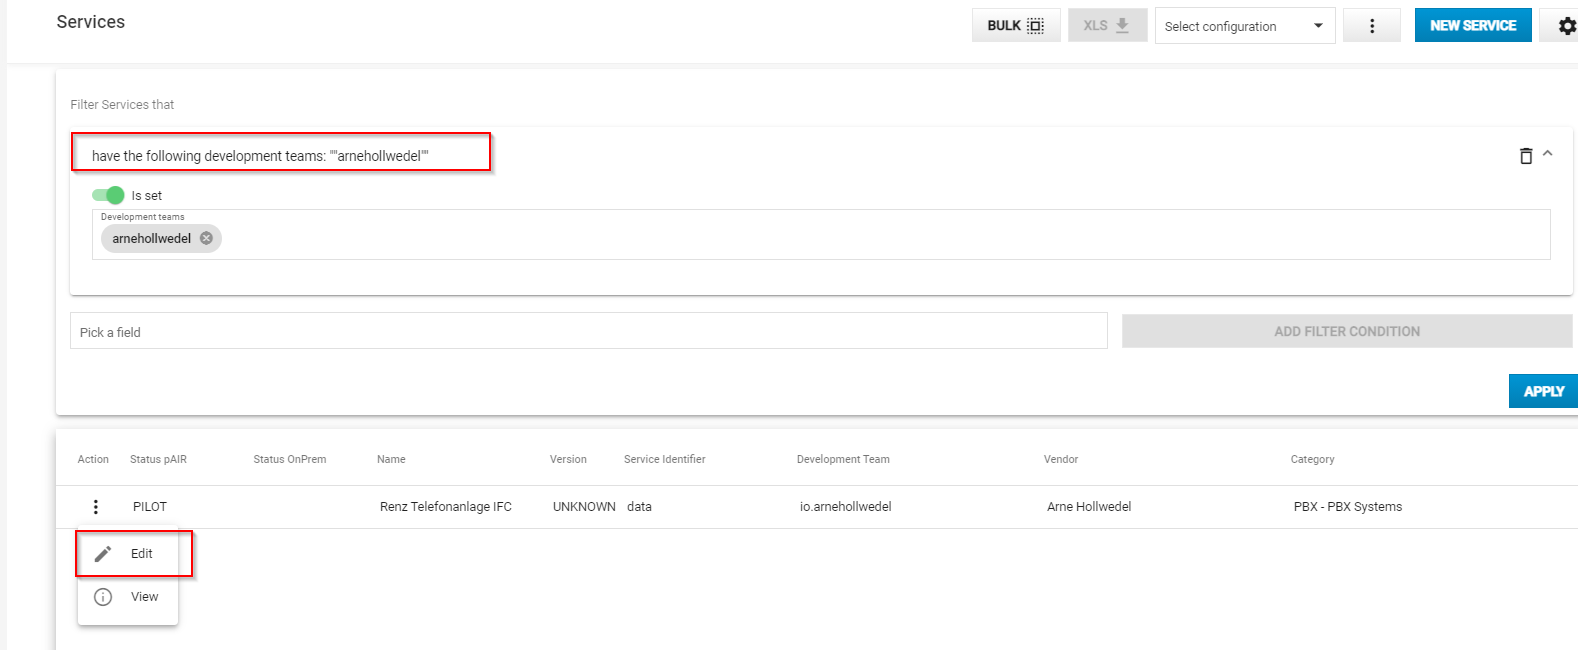 Services
BULK XLS Select configuration NEW SERVICE
Filter Services that
have the following development teams: ""arnehollwedel""
Is set
Development teams
arnehollwedel
Pick a field ADD FILTER CONDITION
APPLY
Action Status pAIR Status OnPrem Name Version Service Identifier Development Team Vendor Category
PILOT Renz Telefonanlage IFC UNKNOWN data io.arnehollwedel Arne Hollwedel PBX - PBX Systems
Edit
View